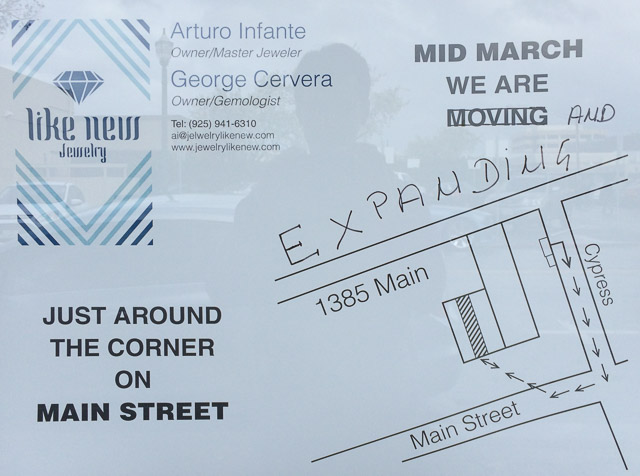 like new
Jewelry
Arturo Infante
Owner/Master Jeweler
George Cervera
Owner/Gemologist
Tel: (925) 941-6310
ai@jelwelrylikenew.com
www.jewelrylikenew.com
MID MARCH
WE ARE
MOVING AND
EXPANDING
1385 Main
Cypress
Main Street
JUST AROUND
THE CORNER
ON
MAIN STREET